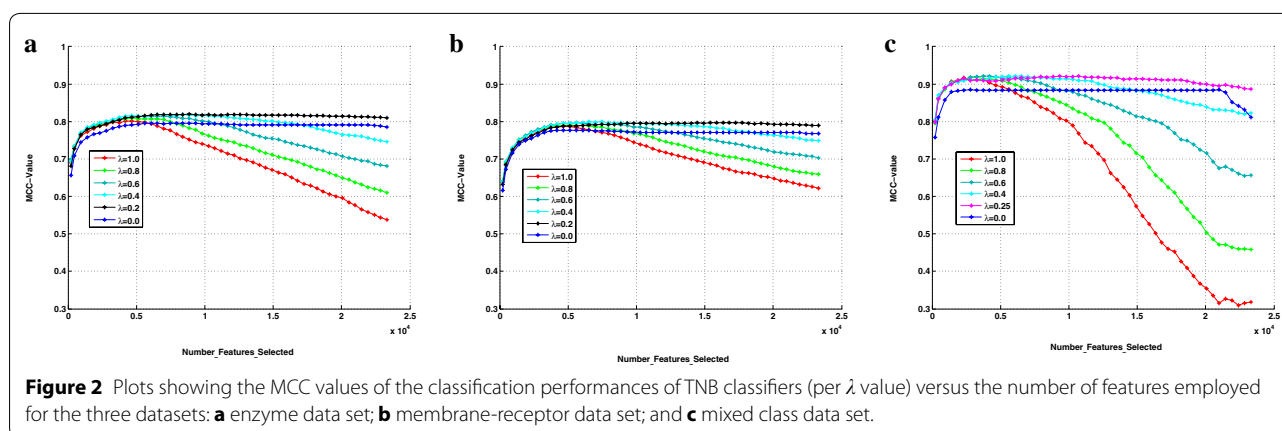 a
1
0.9
0.8
0.7
0.6
0.5
0.4
0.3
MCC-Value
λ=1.0
λ=0.8
λ=0.6
λ=0.4
λ=0.2
λ=0.0
0 0.5 1 1.5 2 2.5
x 10^4
Number_Features_Selected
b
1
0.9
0.8
0.7
0.6
0.5
0.4
0.3
MCC-Value
λ=1.0
λ=0.8
λ=0.6
λ=0.4
λ=0.2
λ=0.0
0 0.5 1 1.5 2 2.5
x 10^4
Number_Features_Selected
c
1
0.9
0.8
0.7
0.6
0.5
0.4
0.3
MCC-Value
λ=1.0
λ=0.8
λ=0.6
λ=0.4
λ=0.25
λ=0.0
0 0.5 1 1.5 2 2.5
x 10^4
Number_Features_Selected
Figure 2 Plots showing the MCC values of the classification performances of TNB classifiers (per λ value) versus the number of features employed
for the three datasets: a enzyme data set; b membrane-receptor data set; and c mixed class data set.